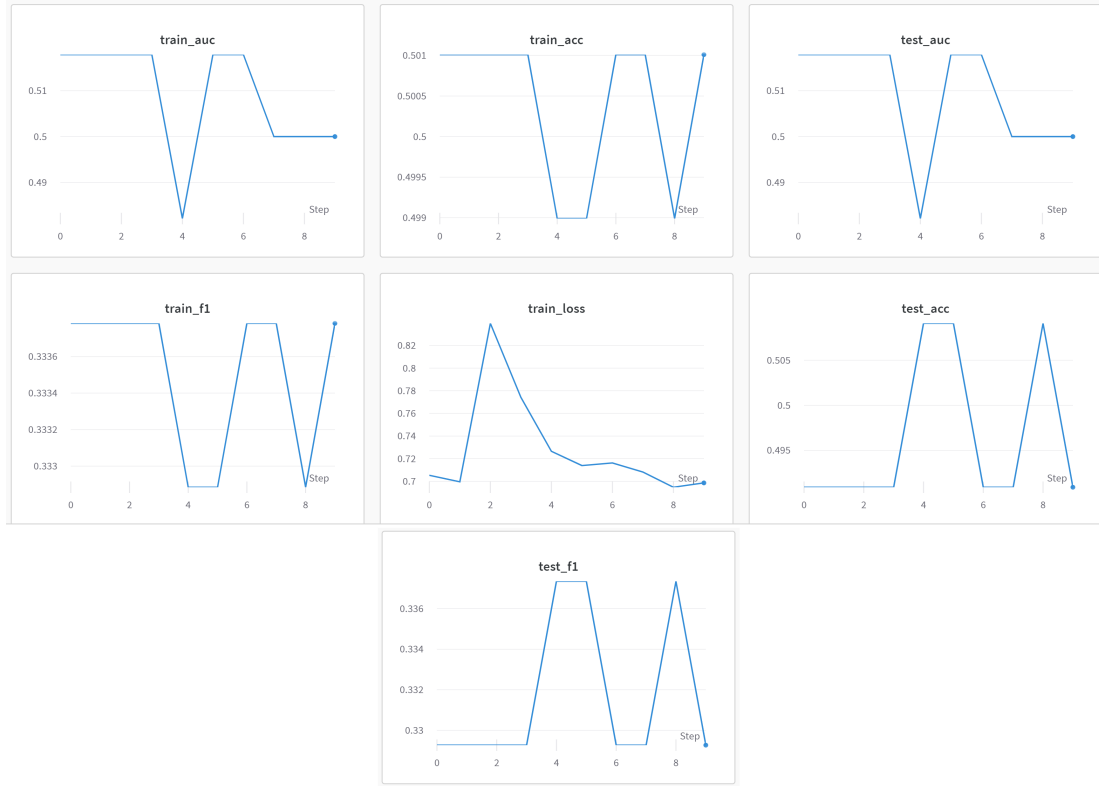 train_auc
0.51
0.5
0.49
Step
0 2 4 6 8
train_acc
0.501
0.5005
0.5
0.4995
0.499
Step
0 2 4 6 8
test_auc
0.51
0.5
0.49
Step
0 2 4 6 8
train_f1
0.3336
0.3334
0.3332
0.333
Step
0 2 4 6 8
train_loss
0.82
0.8
0.78
0.76
0.74
0.72
0.7
Step
0 2 4 6 8
test_acc
0.505
0.5
0.495
Step
0 2 4 6 8
test_f1
0.336
0.334
0.332
0.33
Step
0 2 4 6 8